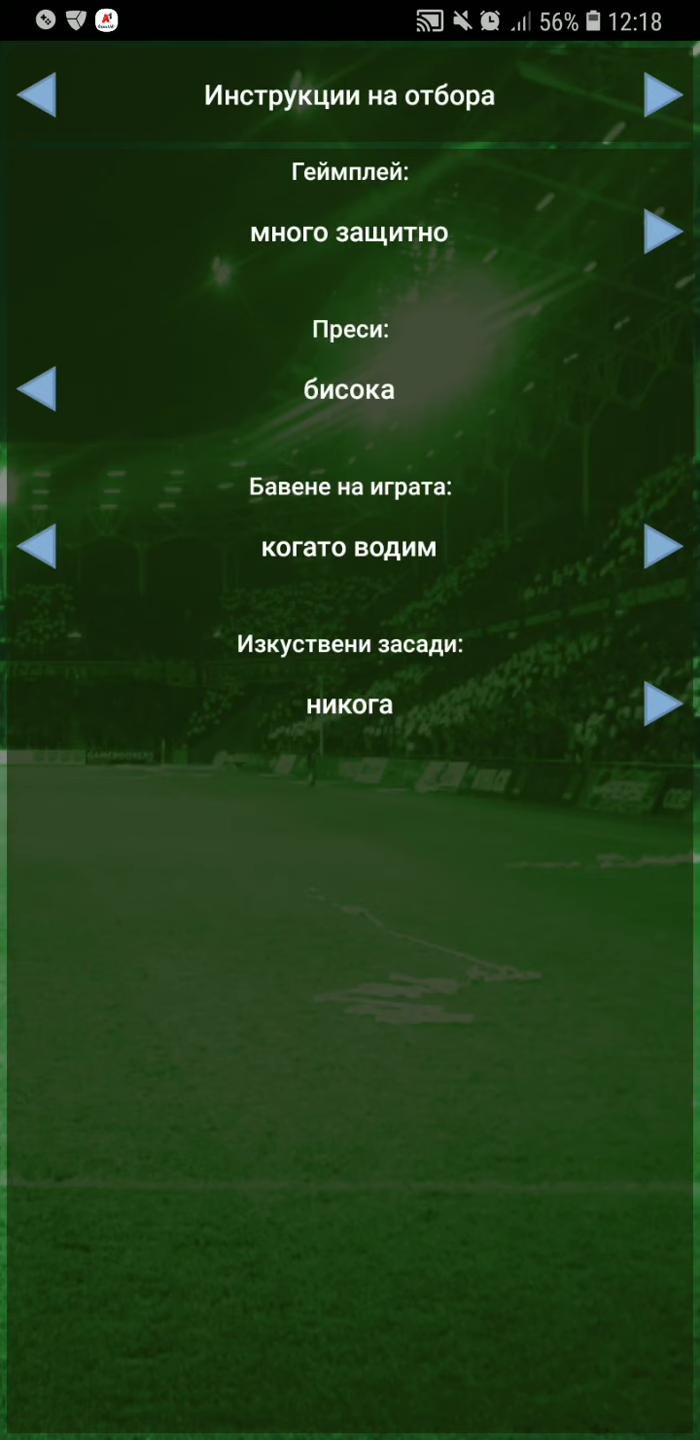 56% 12:18
Инструкции на отбора
Геймплей:
много защитно
Преси:
бисока
Бавене на играта:
когато водим
Изкуствени засади:
никога